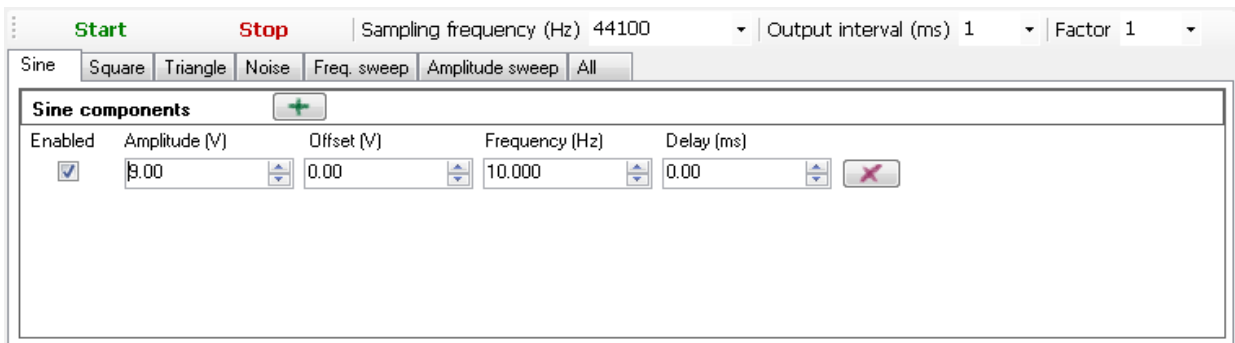 Start Stop Sampling frequency (Hz) 44100 Output interval (ms) 1 Factor 1
Sine Square Triangle Noise Freq. sweep Amplitude sweep All
Sine components
Enabled Amplitude (V) Offset (V) Frequency (Hz) Delay (ms)
9.00 0.00 10.000 0.00